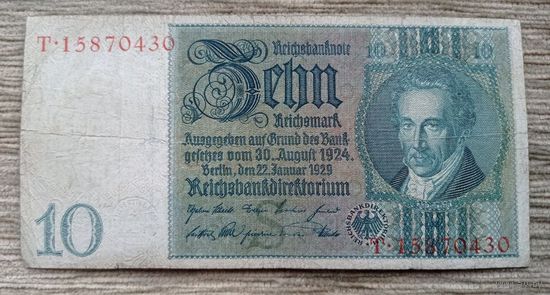 T·15870430
Reichsbanknote
10 10
Zehn
Reichsmark
Ausgegeben auf Grund des Bank
gesetzes vom 30. August 1924.
Berlin, den 22. Januar 1929
Reichsbankdirektorium
10
REICHSBANKDIREKTORIUM
T·15870430